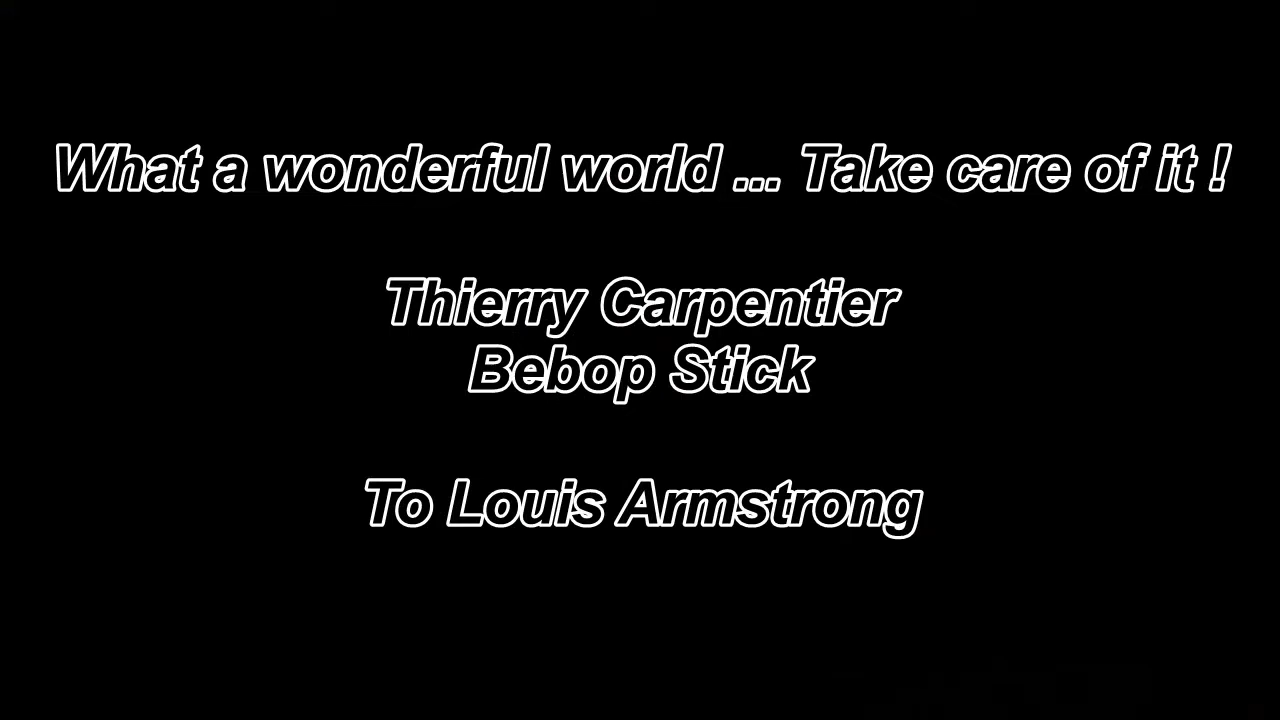 What a wonderful world ... Take care of it !
Thierry Carpentier
Bebop Stick
To Louis Armstrong